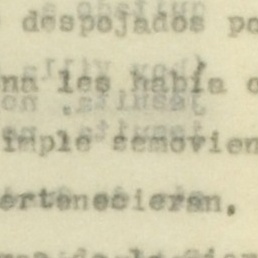 despojados po
na les había
imple semovien
ertenecieran.